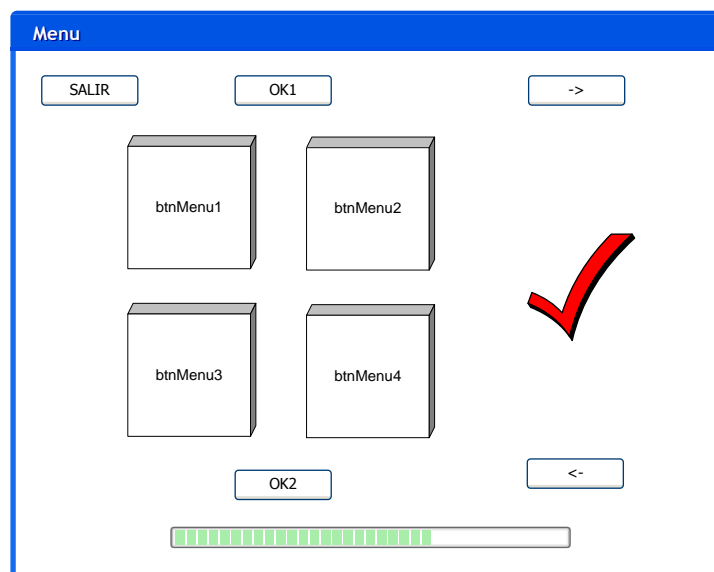 Menu
SALIR
OK1
->
btnMenu1
btnMenu2
btnMenu3
btnMenu4
OK2
<-